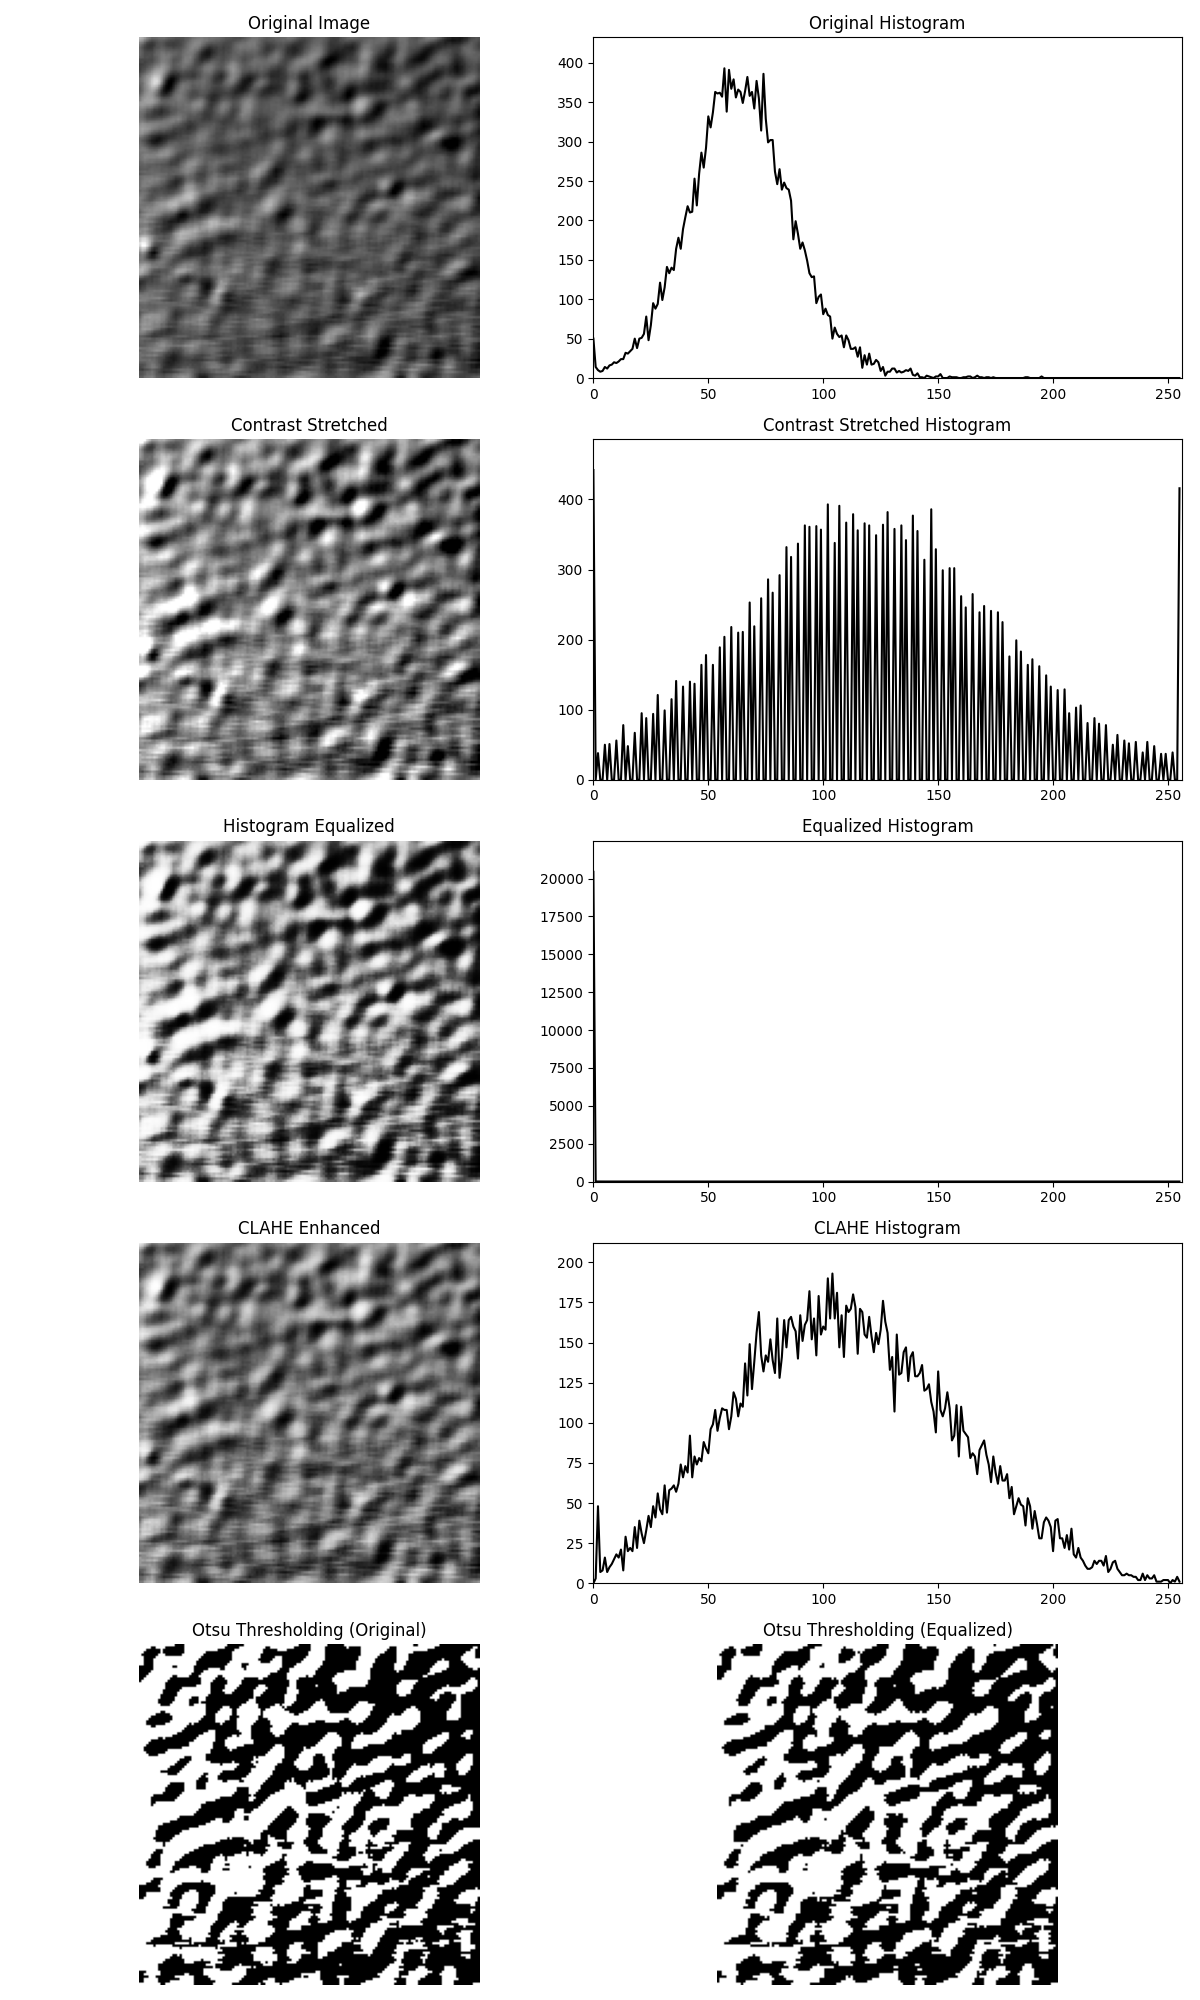 Original Image
Original Histogram
400
350
300
250
200
150
100
50
0
0 50 100 150 200 250
Contrast Stretched
Contrast Stretched Histogram
400
300
200
100
0
0 50 100 150 200 250
Histogram Equalized
Equalized Histogram
20000
17500
15000
12500
10000
7500
5000
2500
0
0 50 100 150 200 250
CLAHE Enhanced
CLAHE Histogram
200
175
150
125
100
75
50
25
0
0 50 100 150 200 250
Otsu Thresholding (Original)
Otsu Thresholding (Equalized)